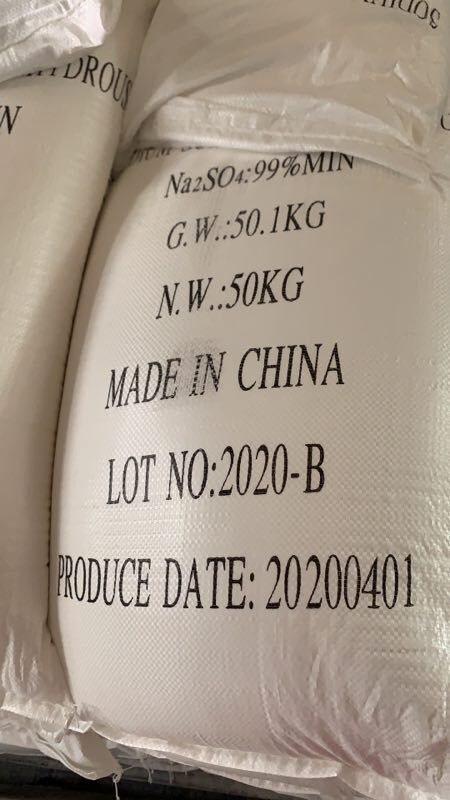 Na2SO4:99%MIN
G.W.:50.1KG
N.W.:50KG
MADE IN CHINA
LOT NO:2020-B
PRODUCE DATE: 20200401